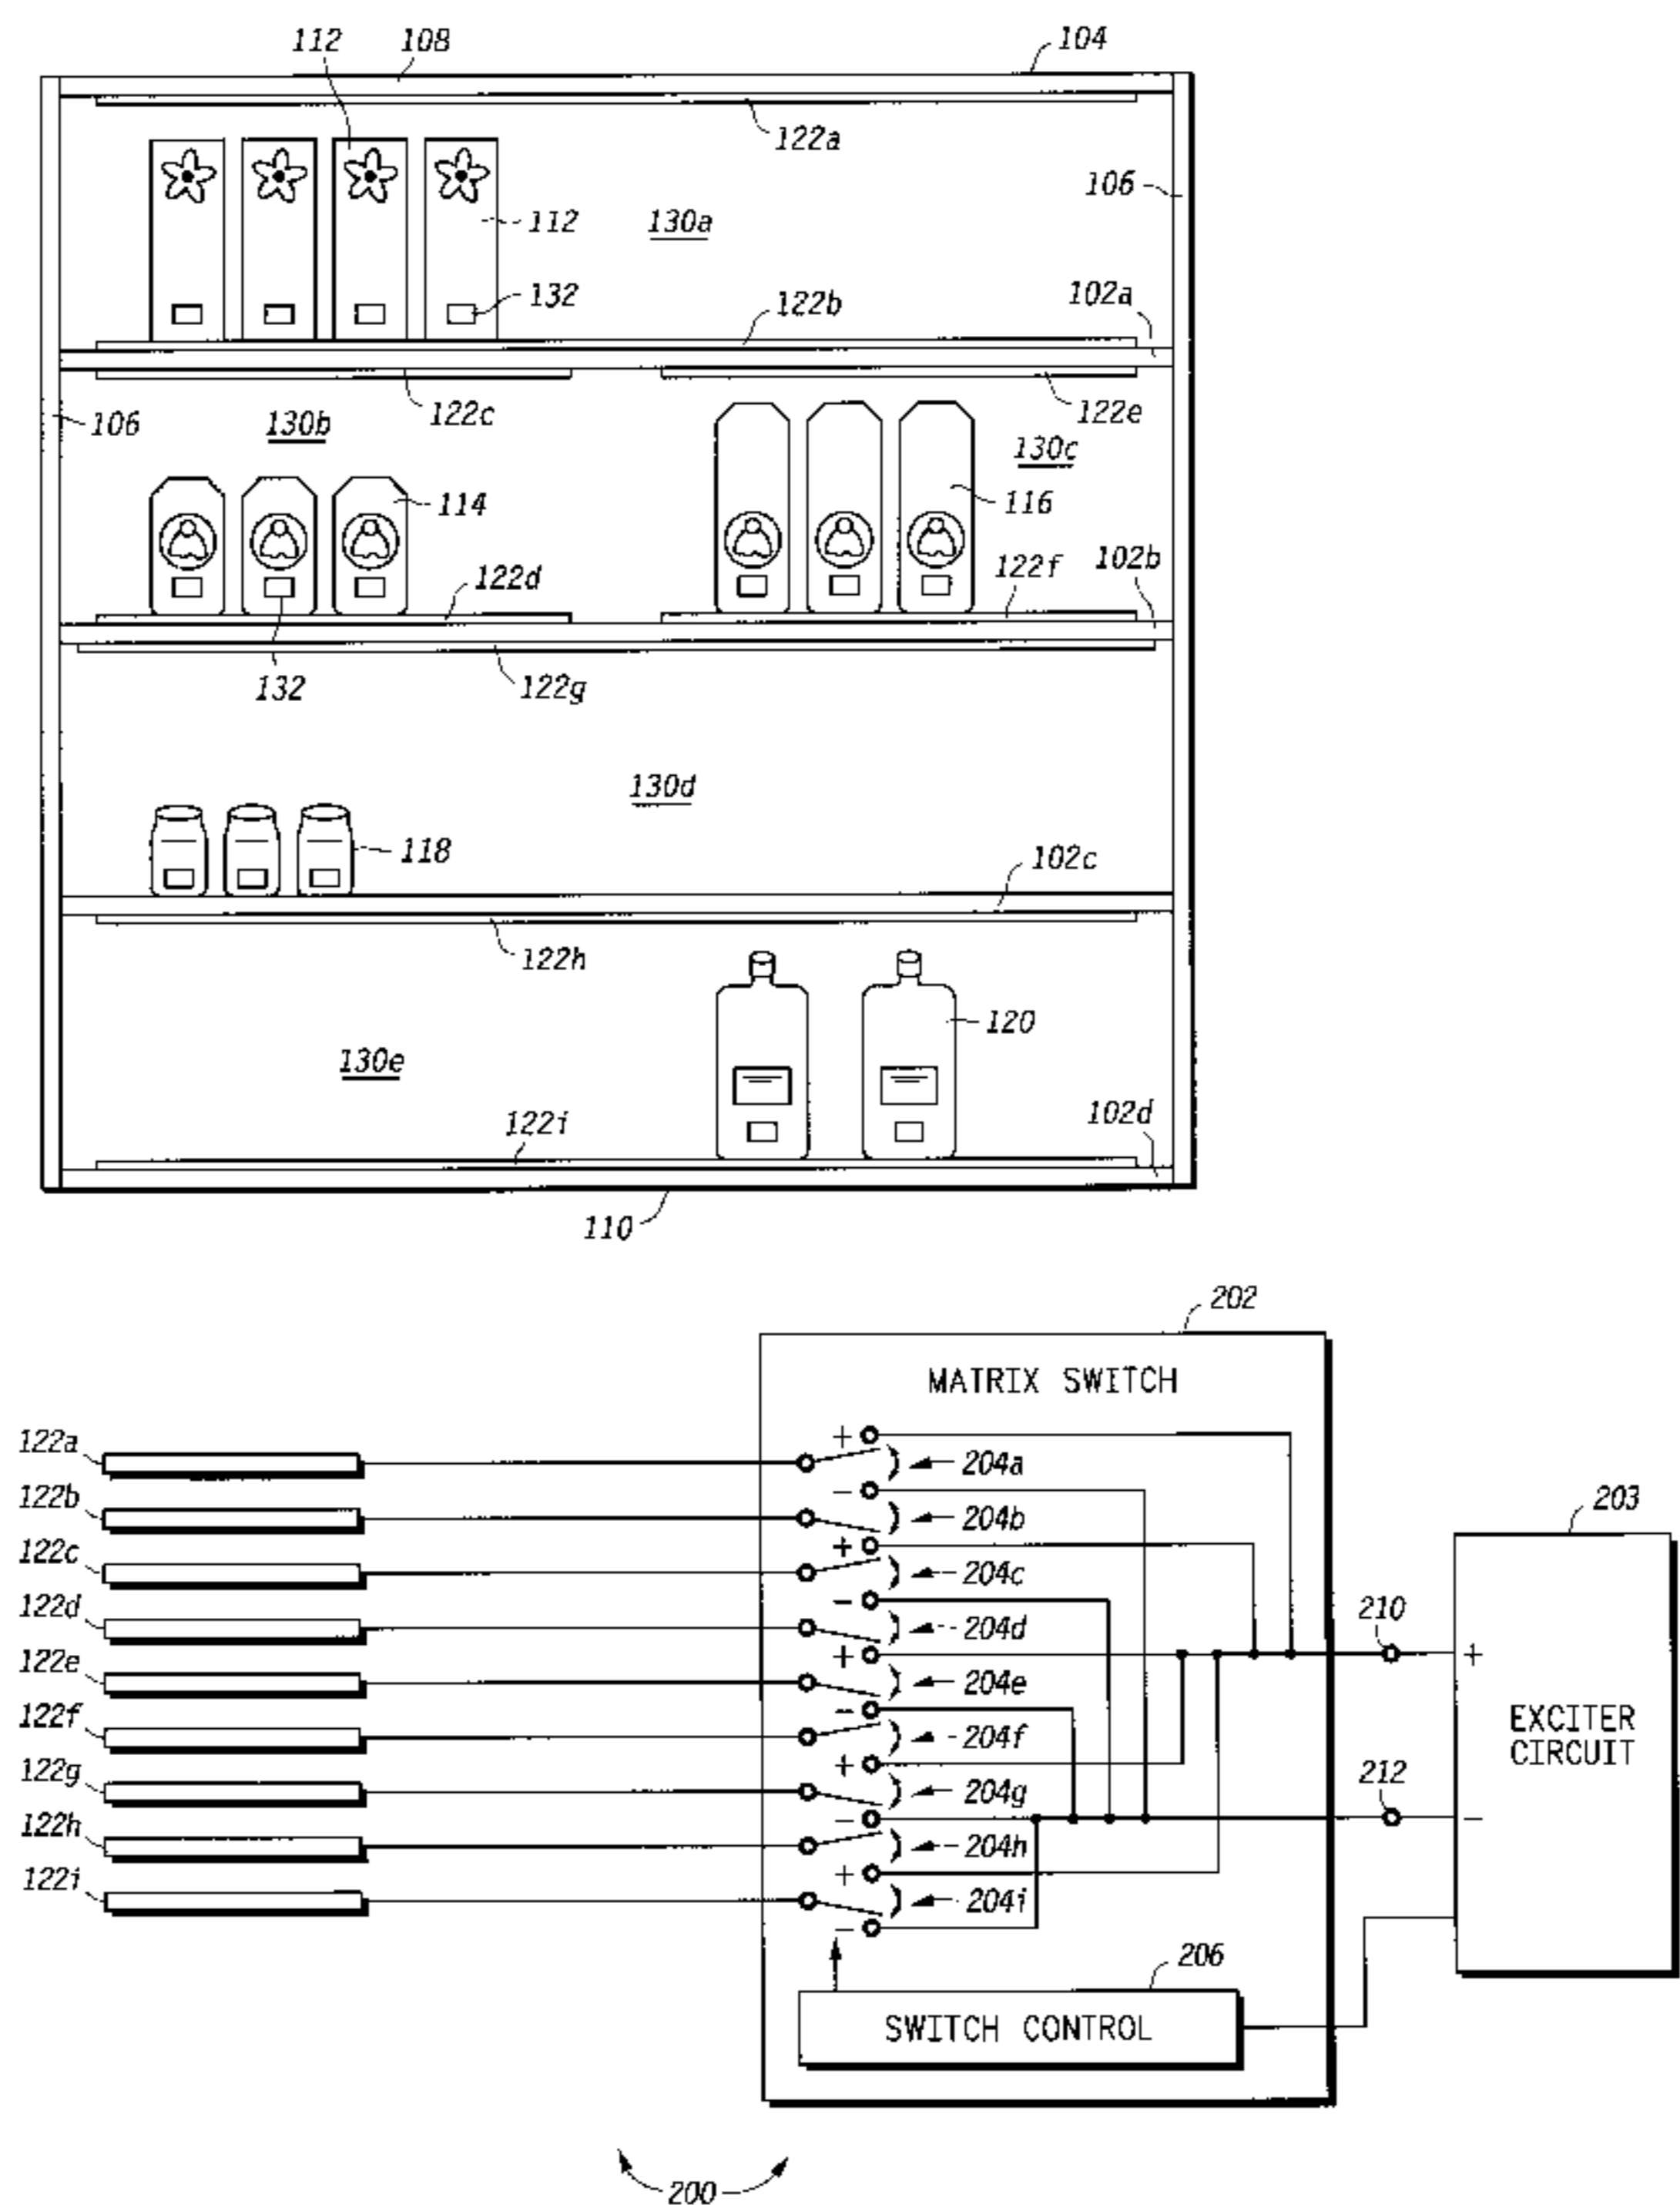 112 108 104
122a
106
112 130a
132 122b 102a
122c 122e
106 130b 130c
114 116
122d 122f 102b
132 122g
130d
118 102c
122h
120
130e
122i 102d
110
202
MATRIX SWITCH
+
122a 204a
-
122b 204b
203
+
122c 204c
-
122d 204d
210
+ +
122e 204e
-
EXCITER
CIRCUIT
122f 204f
+
122g 204g
212
- -
122h 204h
+
122i 204i
-
206
SWITCH CONTROL
200